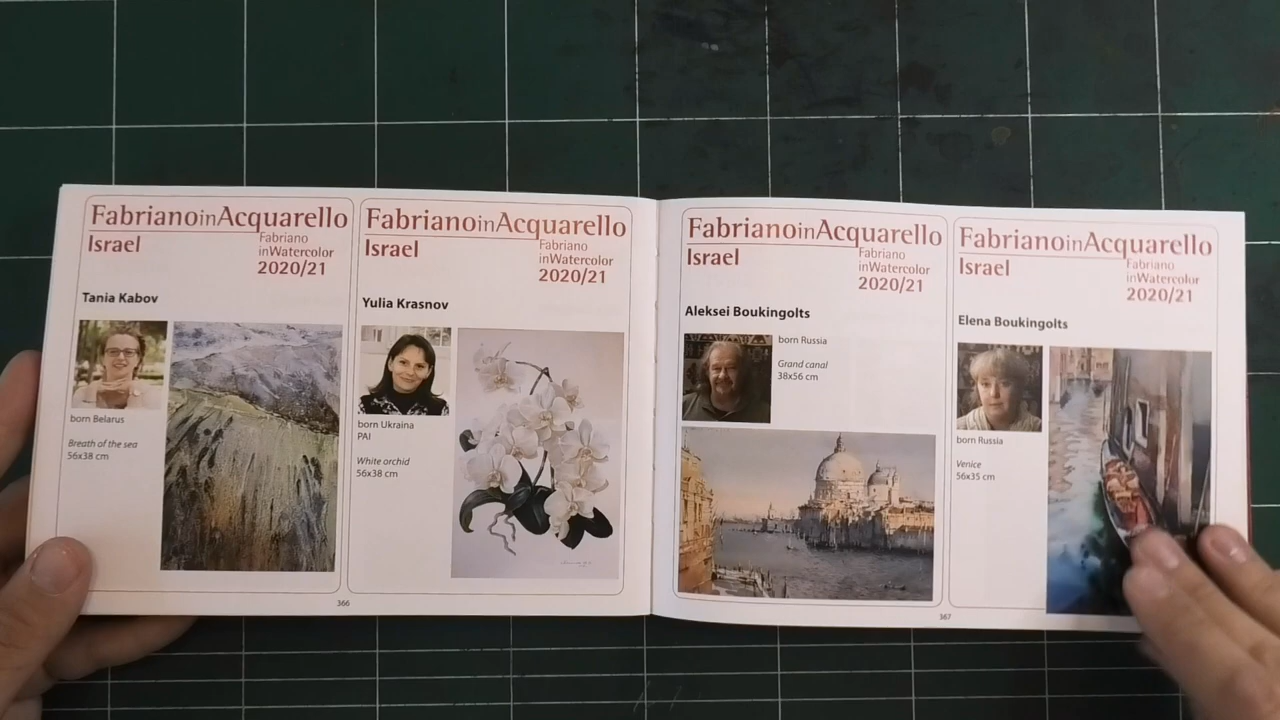 FabrianoinAcquarello
Israel
Fabriano
inWatercolor
2020/21
Tania Kabov
born Belarus
Breath of the sea
56x38 cm
FabrianoinAcquarello
Israel
Fabriano
inWatercolor
2020/21
Yulia Krasnov
born Ukraina
PAI
White orchid
56x38 cm
366
FabrianoinAcquarello
Israel
Fabriano
inWatercolor
2020/21
Aleksei Boukingolts
born Russia
Grand canal
38x56 cm
FabrianoinAcquarello
Israel
Fabriano
inWatercolor
2020/21
Elena Boukingolts
born Russia
Venice
56x35 cm
367